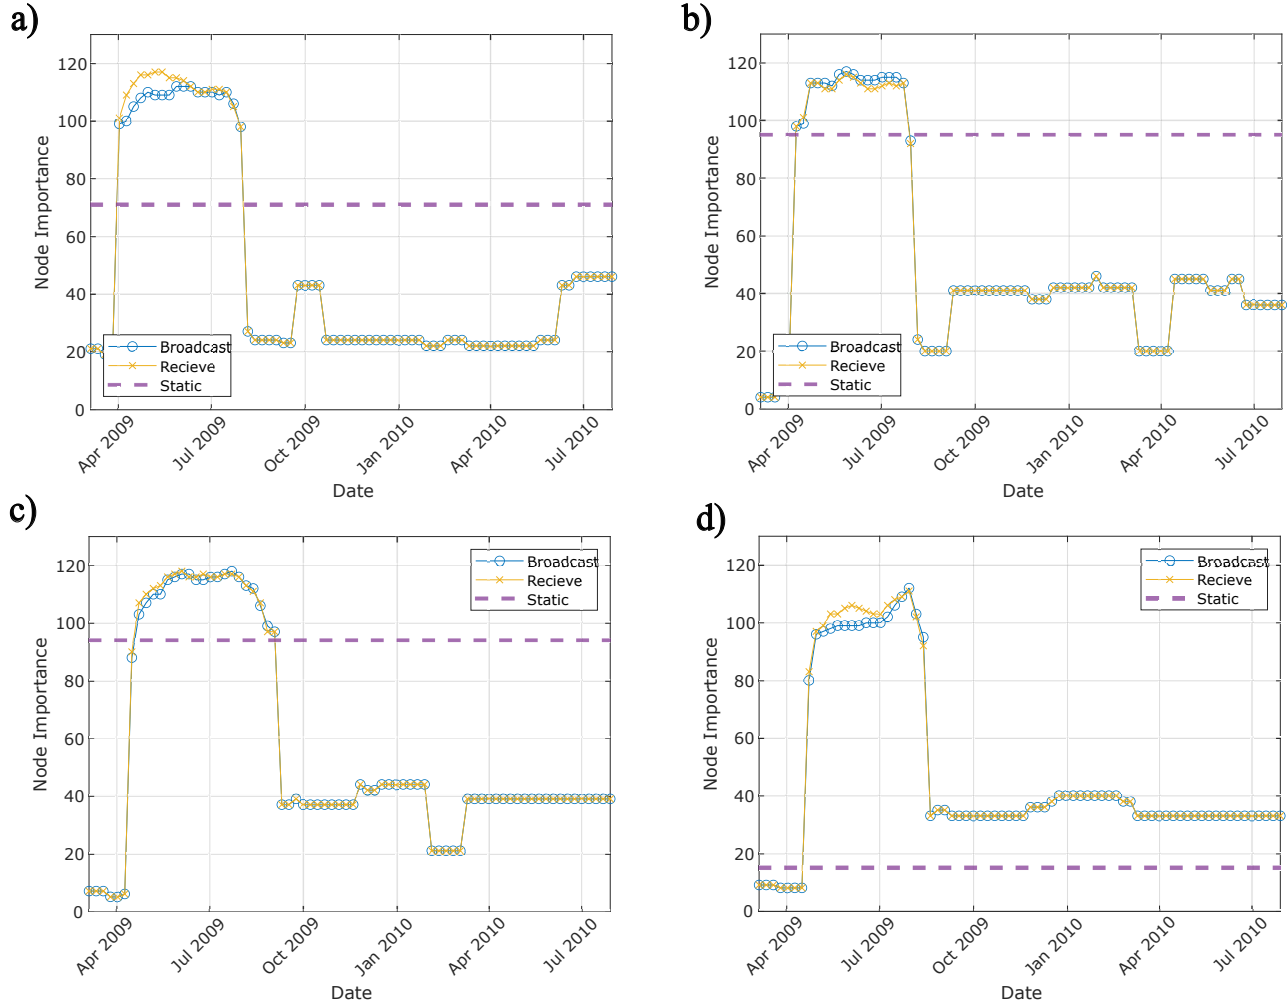 a)
120
100
80
60
40
20
0
Node Importance
Broadcast
Recieve
Static
Apr 2009
Jul 2009
Oct 2009
Jan 2010
Apr 2010
Jul 2010
Date
b)
120
100
80
60
40
20
0
Node Importance
Broadcast
Recieve
Static
Apr 2009
Jul 2009
Oct 2009
Jan 2010
Apr 2010
Jul 2010
Date
c)
120
100
80
60
40
20
0
Node Importance
Broadcast
Recieve
Static
Apr 2009
Jul 2009
Oct 2009
Jan 2010
Apr 2010
Jul 2010
Date
d)
120
100
80
60
40
20
0
Node Importance
Broadcast
Recieve
Static
Apr 2009
Jul 2009
Oct 2009
Jan 2010
Apr 2010
Jul 2010
Date